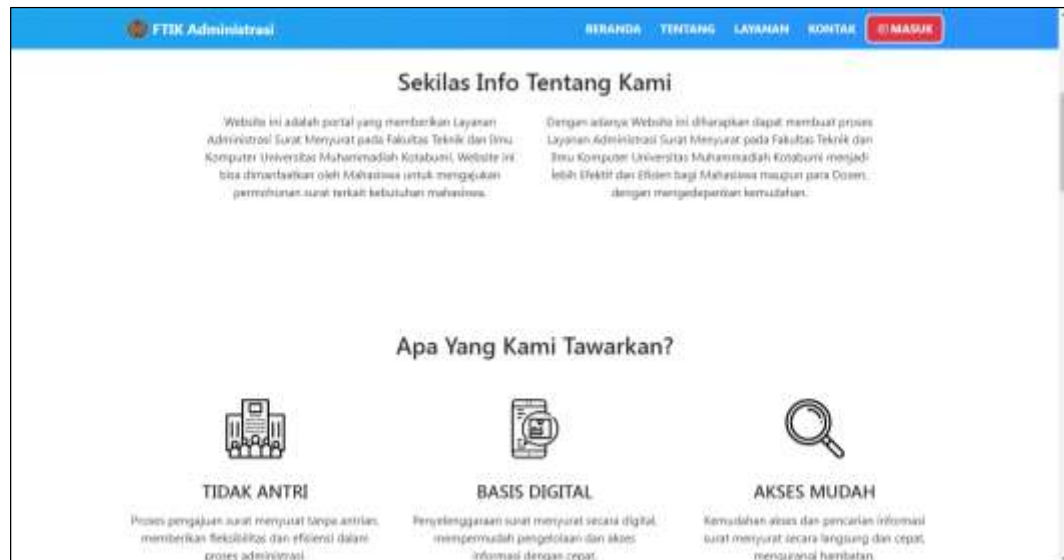 FTIK Administrasi
BERANDA TENTANG LAYANAN KONTAK MASUK
Sekilas Info Tentang Kami
Website ini adalah portal yang memberikan Layanan
Administrasi Surat Menyurat pada Fakultas Teknik dan Ilmu
Komputer Universitas Muhammadiah Kotabumi, Website ini
bisa dimanfaatkan oleh Mahasiswa untuk mengajukan
permohonan surat terkait kebutuhan mahasiswa.
Dengan adanya Website ini diharapkan dapat membuat proses
Layanan Administrasi Surat Menyurat pada Fakultas Teknik dan
Ilmu Komputer Universitas Muhammadiah Kotabumi menjadi
lebih Efektif dan Efisien bagi Mahasiswa maupun para Dosen,
dengan mengedepankan kemudahan.
Apa Yang Kami Tawarkan?
TIDAK ANTRI
Proses pengajuan surat menyurat tanpa antrian,
memberikan fleksibilitas dan efisiensi dalam
proses administrasi.
BASIS DIGITAL
Penyelenggaraan surat menyurat secara digital,
mempermudah pengelolaan dan akses
informasi dengan cepat.
AKSES MUDAH
Kemudahan akses dan pencarian informasi
surat menyurat secara langsung dan cepat,
mengurangi hambatan.